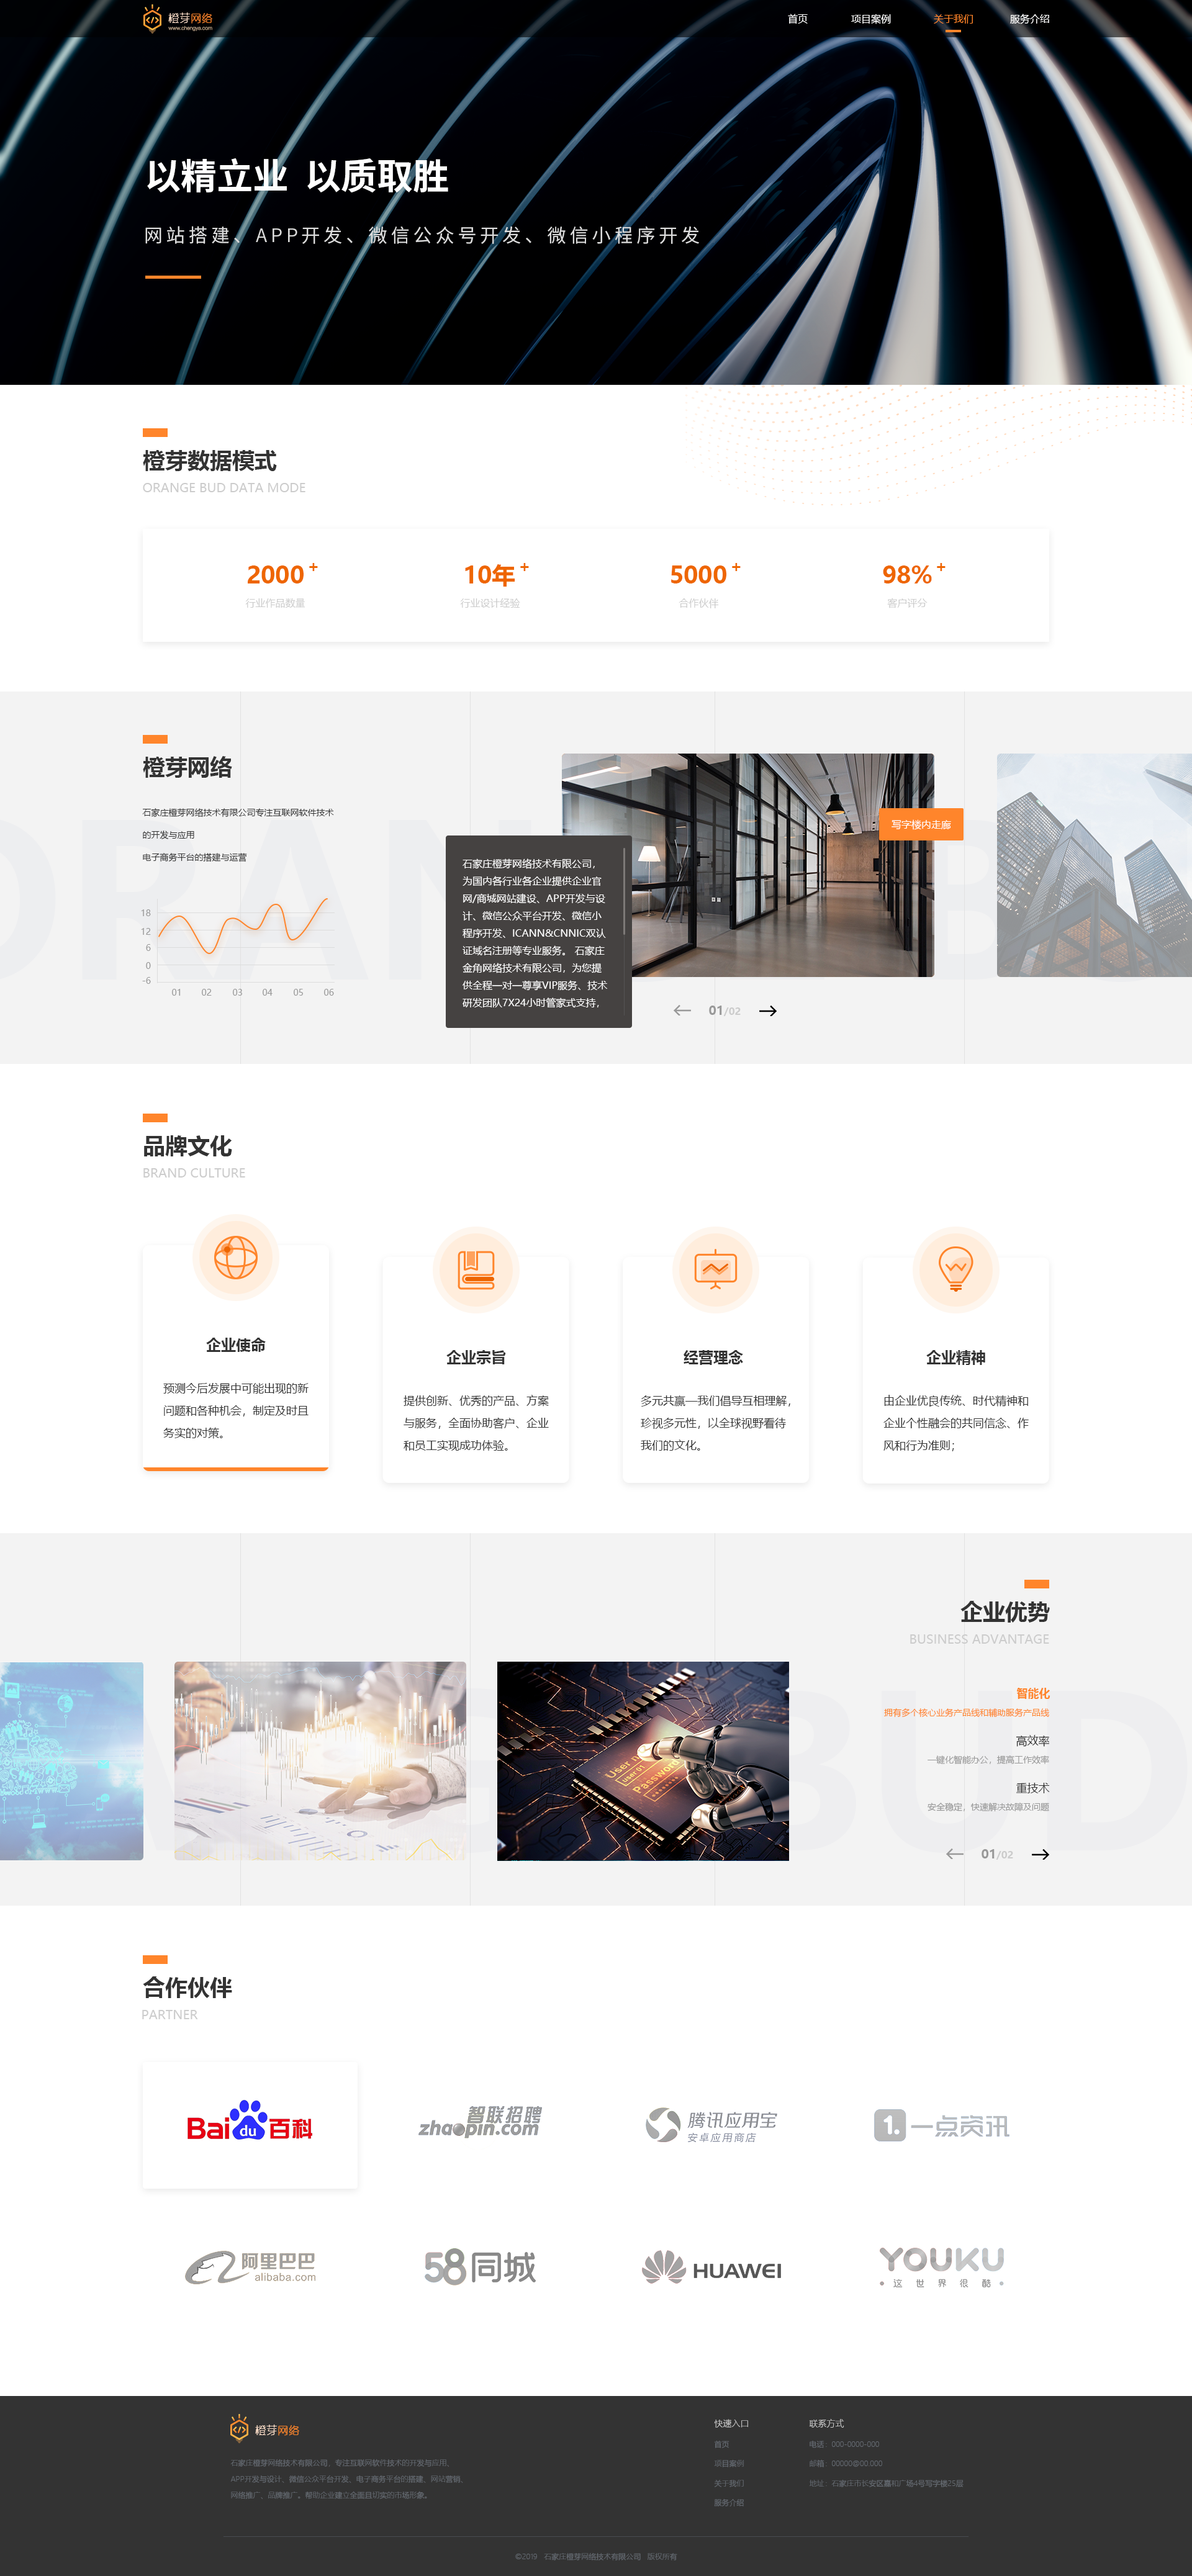 橙芽网络
www.chengya.com
首页
项目案例
关于我们
服务介绍
以精立业 以质取胜
网站搭建、APP开发、微信公众号开发、微信小程序开发
橙芽数据模式
ORANGE BUD DATA MODE
2000+
行业作品数量
10年+
行业设计经验
5000+
合作伙伴
98%+
客户评分
橙芽网络
石家庄橙芽网络技术有限公司专注互联网软件技术
的开发与应用
电子商务平台的搭建与运营
18
12
6
0
-6
01 02 03 04 05 06
写字楼内走廊
石家庄橙芽网络技术有限公司，
为国内各行业各企业提供企业官
网/商城网站建设、APP开发与设
计、微信公众平台开发、微信小
程序开发、ICANN&CNNIC双认
证域名注册等专业服务。 石家庄
金角网络技术有限公司，为您提
供全程一对一尊享VIP服务、技术
研发团队7X24小时管家式支持，
01/02
品牌文化
BRAND CULTURE
企业使命
预测今后发展中可能出现的新
问题和各种机会，制定及时且
务实的对策。
企业宗旨
提供创新、优秀的产品、方案
与服务，全面协助客户、企业
和员工实现成功体验。
经营理念
多元共赢—我们倡导互相理解，
珍视多元性，以全球视野看待
我们的文化。
企业精神
由企业优良传统、时代精神和
企业个性融会的共同信念、作
风和行为准则；
企业优势
BUSINESS ADVANTAGE
智能化
拥有多个核心业务产品线和辅助服务产品线
高效率
一键化智能办公，提高工作效率
重技术
安全稳定，快速解决故障及问题
01/02
BUD
合作伙伴
PARTNER
Bai du 百科
智联招聘
zhaopin.com
腾讯应用宝
安卓应用商店
1.一点资讯
阿里巴巴
alibaba.com
58同城
HUAWEI
YOUKU
这世界很酷
橙芽网络
石家庄橙芽网络技术有限公司，专注互联网软件技术的开发与应用，
APP开发与设计、微信公众平台开发、电子商务平台的搭建、网站营销、
网络推广、品牌推广。帮助企业建立全面且切实的市场形象。
快速入口
首页
项目案例
关于我们
服务介绍
联系方式
电话：000-0000-000
邮箱：00000@00.000
地址：石家庄市长安区嘉和广场4号写字楼25层
©2019 石家庄橙芽网络技术有限公司 版权所有